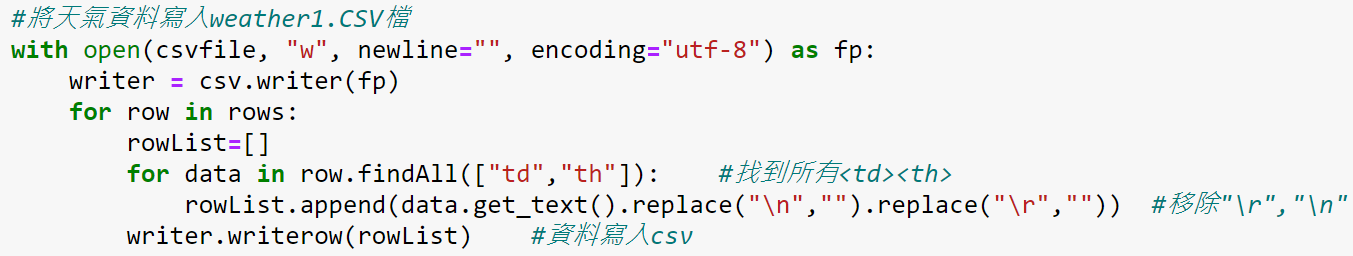 #將天氣資料寫入weather1.CSV檔
with open(csvfile, "w", newline="", encoding="utf-8") as fp:
    writer = csv.writer(fp)
    for row in rows:
        rowList=[]
        for data in row.findAll(["td","th"]):    #找到所有<td><th>
            rowList.append(data.get_text().replace("\n","").replace("\r",""))  #移除"\r","\n"
        writer.writerow(rowList)    #資料寫入csv